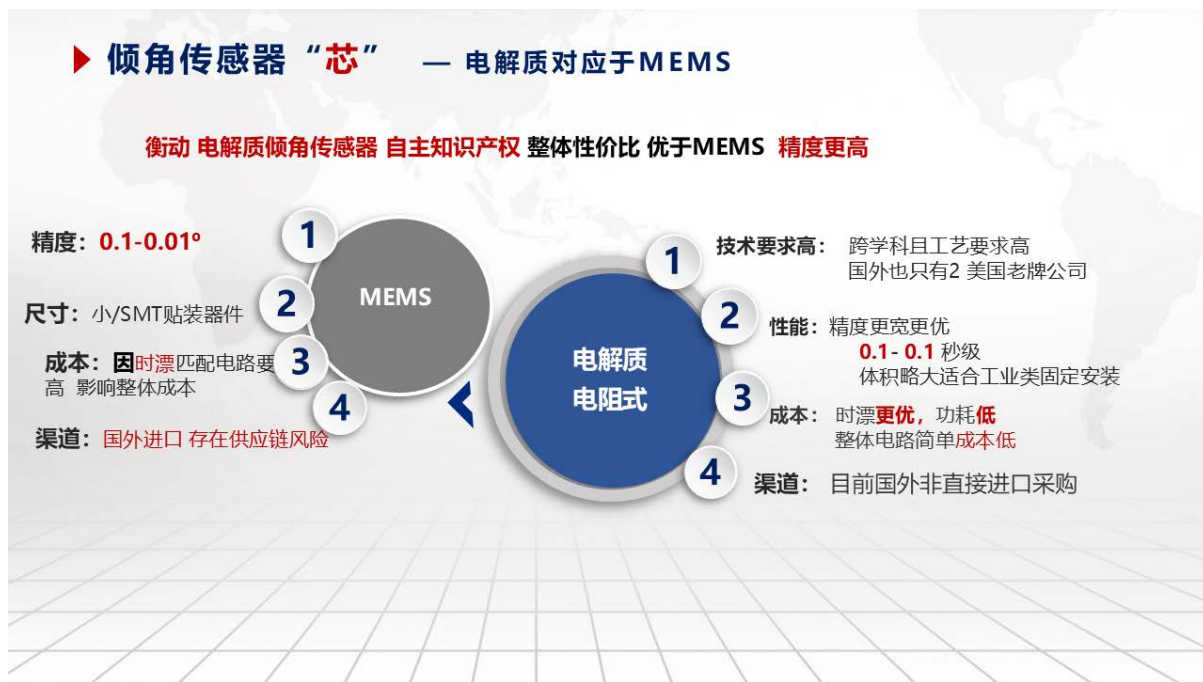 倾角传感器“芯” — 电解质对应于MEMS
衡动 电解质倾角传感器 自主知识产权 整体性价比 优于MEMS 精度更高
精度：0.1-0.01º
尺寸：小/SMT贴装器件
成本：因时漂匹配电路要
高 影响整体成本
渠道：国外进口 存在供应链风险
1
2
3
4
MEMS
电解质
电阻式
1
2
3
4
技术要求高： 跨学科且工艺要求高
国外也只有2 美国老牌公司
性能：精度更宽更优
0.1- 0.1 秒级
体积略大适合工业类固定安装
成本： 时漂更优，功耗低
整体电路简单成本低
渠道： 目前国外非直接进口采购